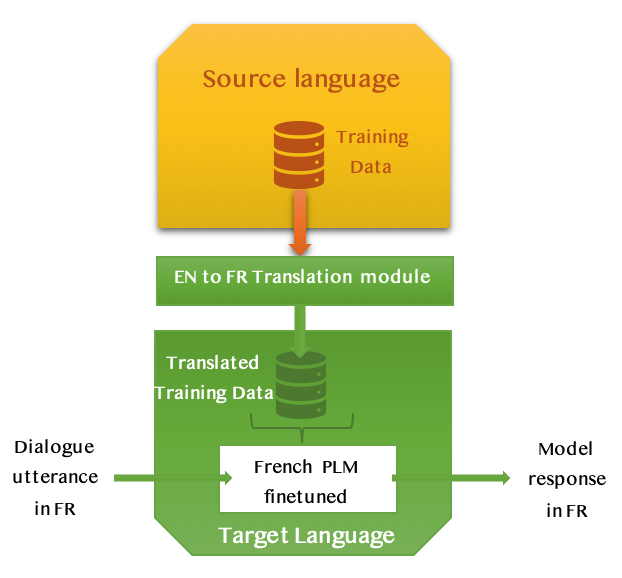 Source language
Training
Data
EN to FR Translation module
Translated
Training Data
Dialogue
utterance
in FR
French PLM
finetuned
Model
response
in FR
Target Language